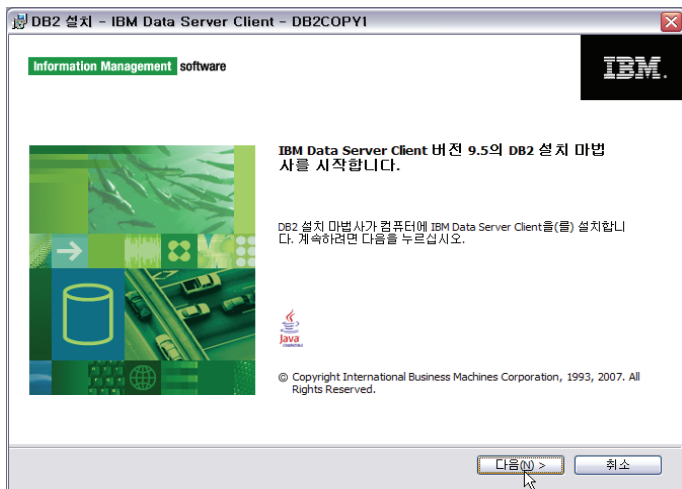 DB2 설치 - IBM Data Server Client - DB2COPY1
Information Management software
IBM.
IBM Data Server Client 버전 9.5의 DB2 설치 마법
사를 시작합니다.
DB2 설치 마법사가 컴퓨터에 IBM Data Server Client을(를) 설치합니
다. 계속하려면 다음을 누르십시오.
Java
COMPATIBLE
© Copyright International Business Machines Corporation, 1993, 2007. All
Rights Reserved.
다음(N) >
취소